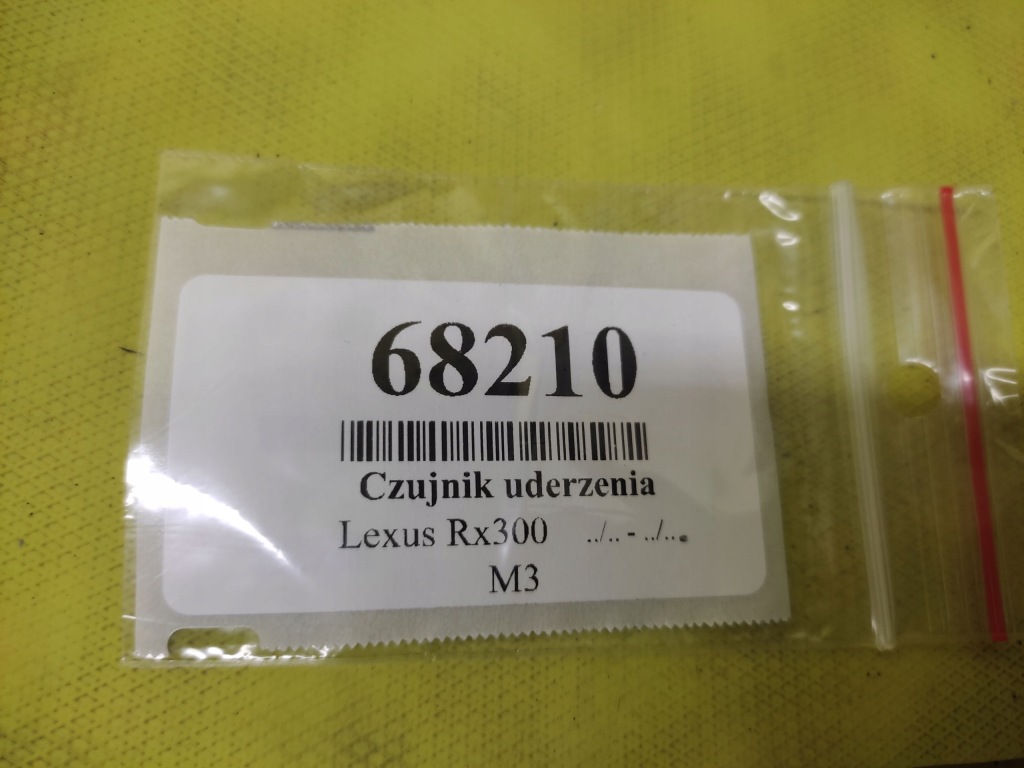 68210
Czujnik uderzenia
Lexus Rx300 ../.. - ../..
M3